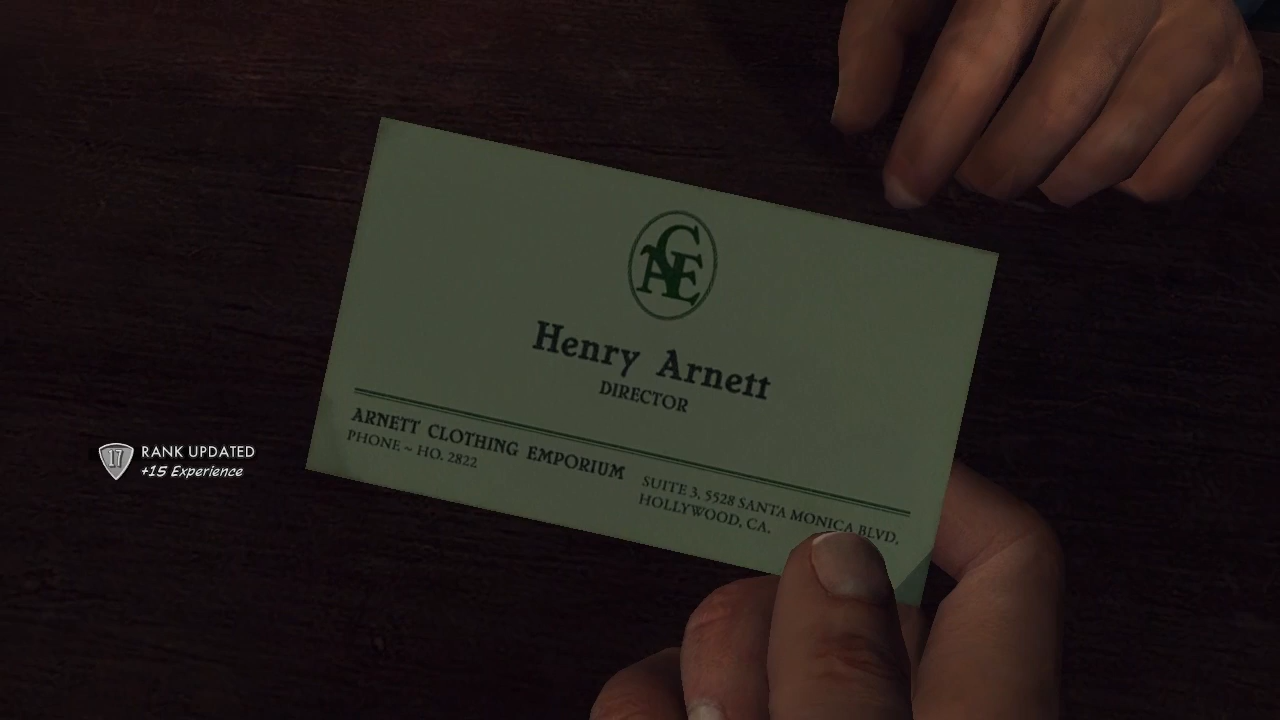 ACE
Henry Arnett
DIRECTOR
ARNETT CLOTHING EMPORIUM
PHONE ~ HO. 2822
SUITE 3, 5528 SANTA MONICA BLVD,
HOLLYWOOD, CA.
17
RANK UPDATED
+15 Experience